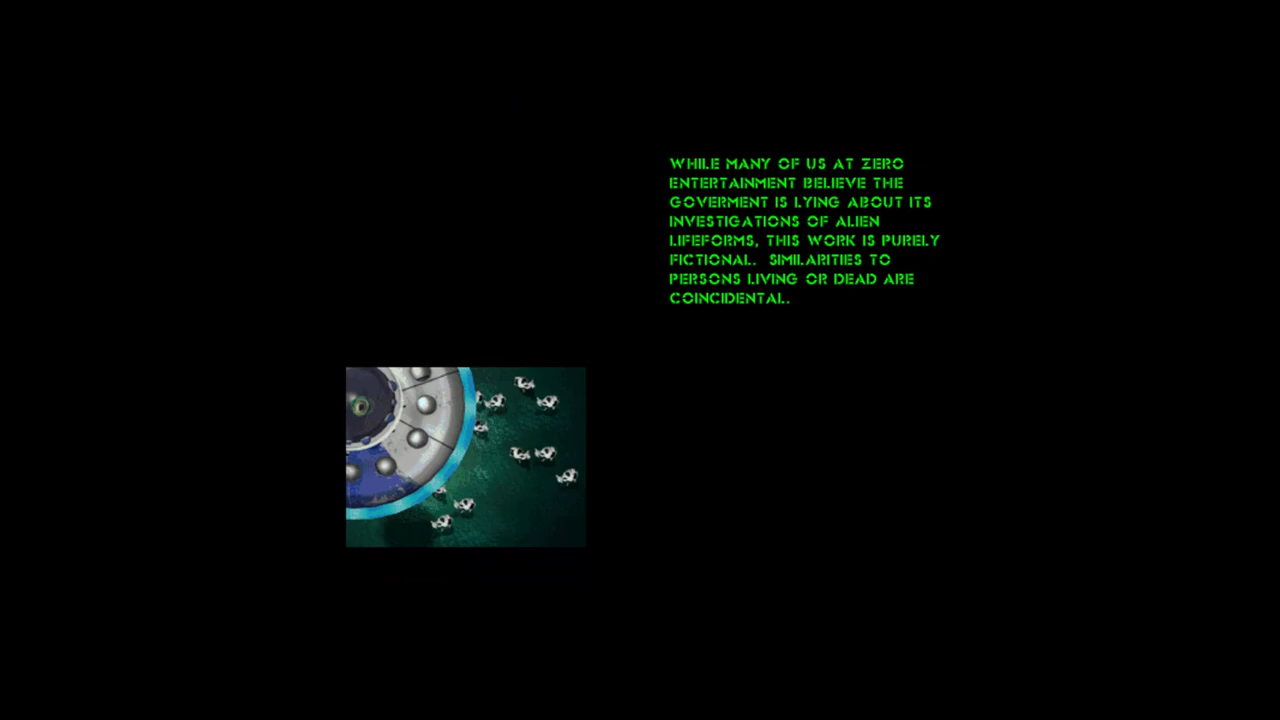 WHILE MANY OF US AT ZERO
ENTERTAINMENT BELIEVE THE
GOVERMENT IS LYING ABOUT ITS
INVESTIGATIONS OF ALIEN
LIFEFORMS, THIS WORK IS PURELY
FICTIONAL.  SIMILARITIES TO
PERSONS LIVING OR DEAD ARE
COINCIDENTAL.